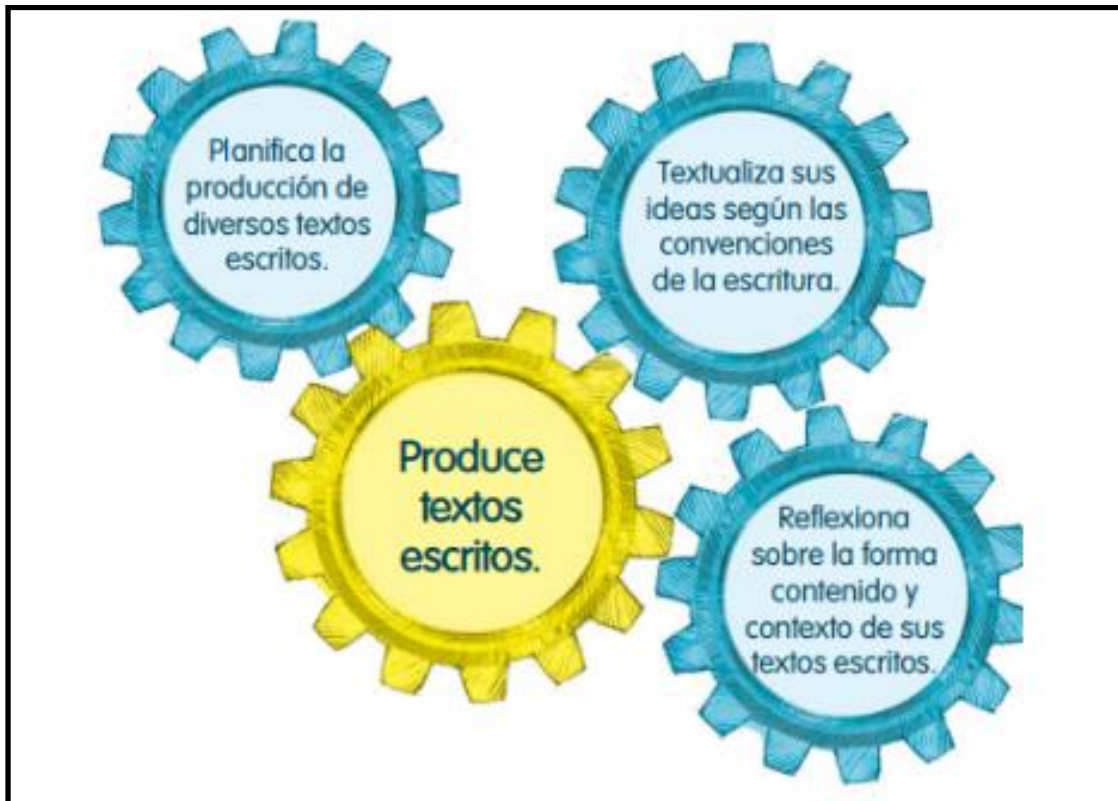 Planifica la
producción de
diversos textos
escritos.
Textualiza sus
ideas según las
convenciones
de la escritura.
Produce
textos
escritos.
Reflexiona
sobre la forma
contenido y
contexto de sus
textos escritos.